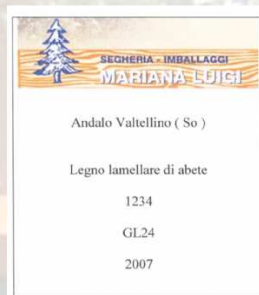 SEGHERIA - IMBALLAGGI
MARIANA LUIGI
Andalo Valtellino ( So )
Legno lamellare di abete
1234
GL24
2007